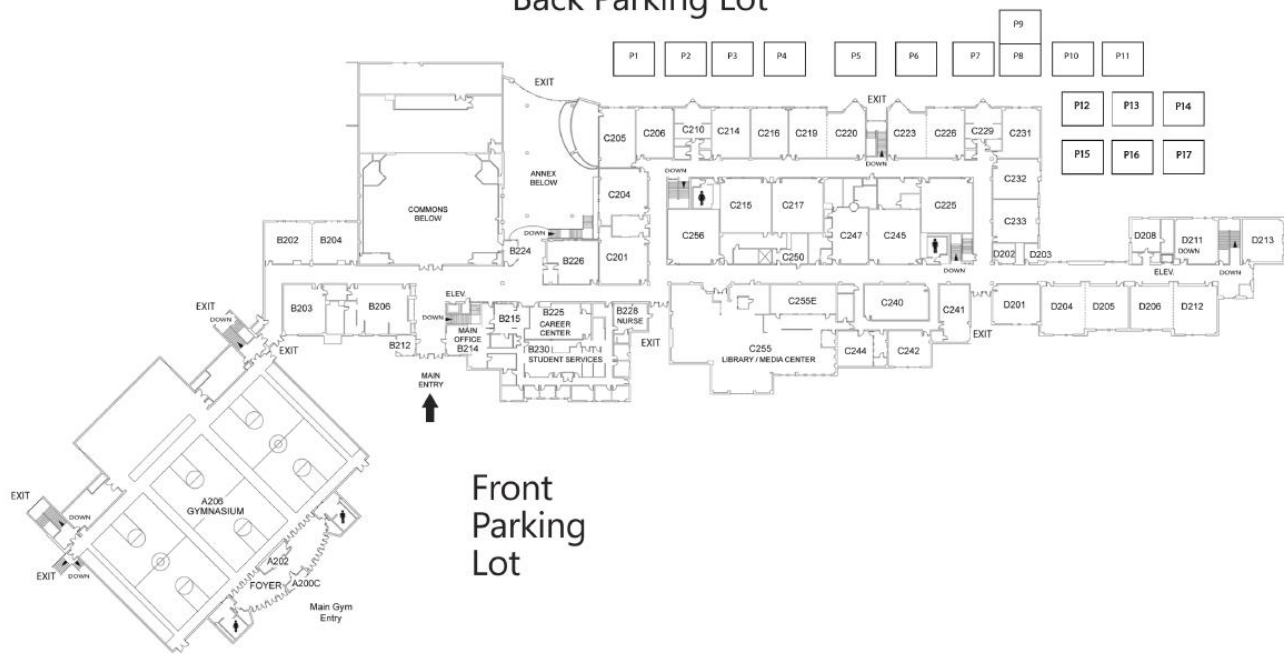 Back Parking Lot
P9
P1
P2
P3
P4
P5
P6
P7
P8
P10
P11
EXIT
EXIT
P12
P13
P14
P15
P16
P17
C205
C206
C210
C214
C216
C219
C220
C223
C226
C229
C231
DOWN
DOWN
ANNEX
BELOW
C204
C215
C217
C225
C232
C233
COMMONS
BELOW
DOWN
B202
B204
B224
B226
C201
C256
C250
C247
C245
DOWN
D202
D203
D208
D211
DOWN
D213
ELEV.
DOWN
EXIT
DOWN
EXIT
B203
B206
B212
ELEV.
DOWN
MAIN
OFFICE
B214
B215
B225
CAREER
CENTER
B228
NURSE
B230
STUDENT SERVICES
EXIT
C255E
C255
LIBRARY / MEDIA CENTER
C240
C241
C244
C242
EXIT
D201
D204
D205
D206
D212
MAIN
ENTRY
A206
GYMNASIUM
EXIT
DOWN
EXIT
DOWN
A202
FOYER
A200C
Main Gym
Entry
Front
Parking
Lot